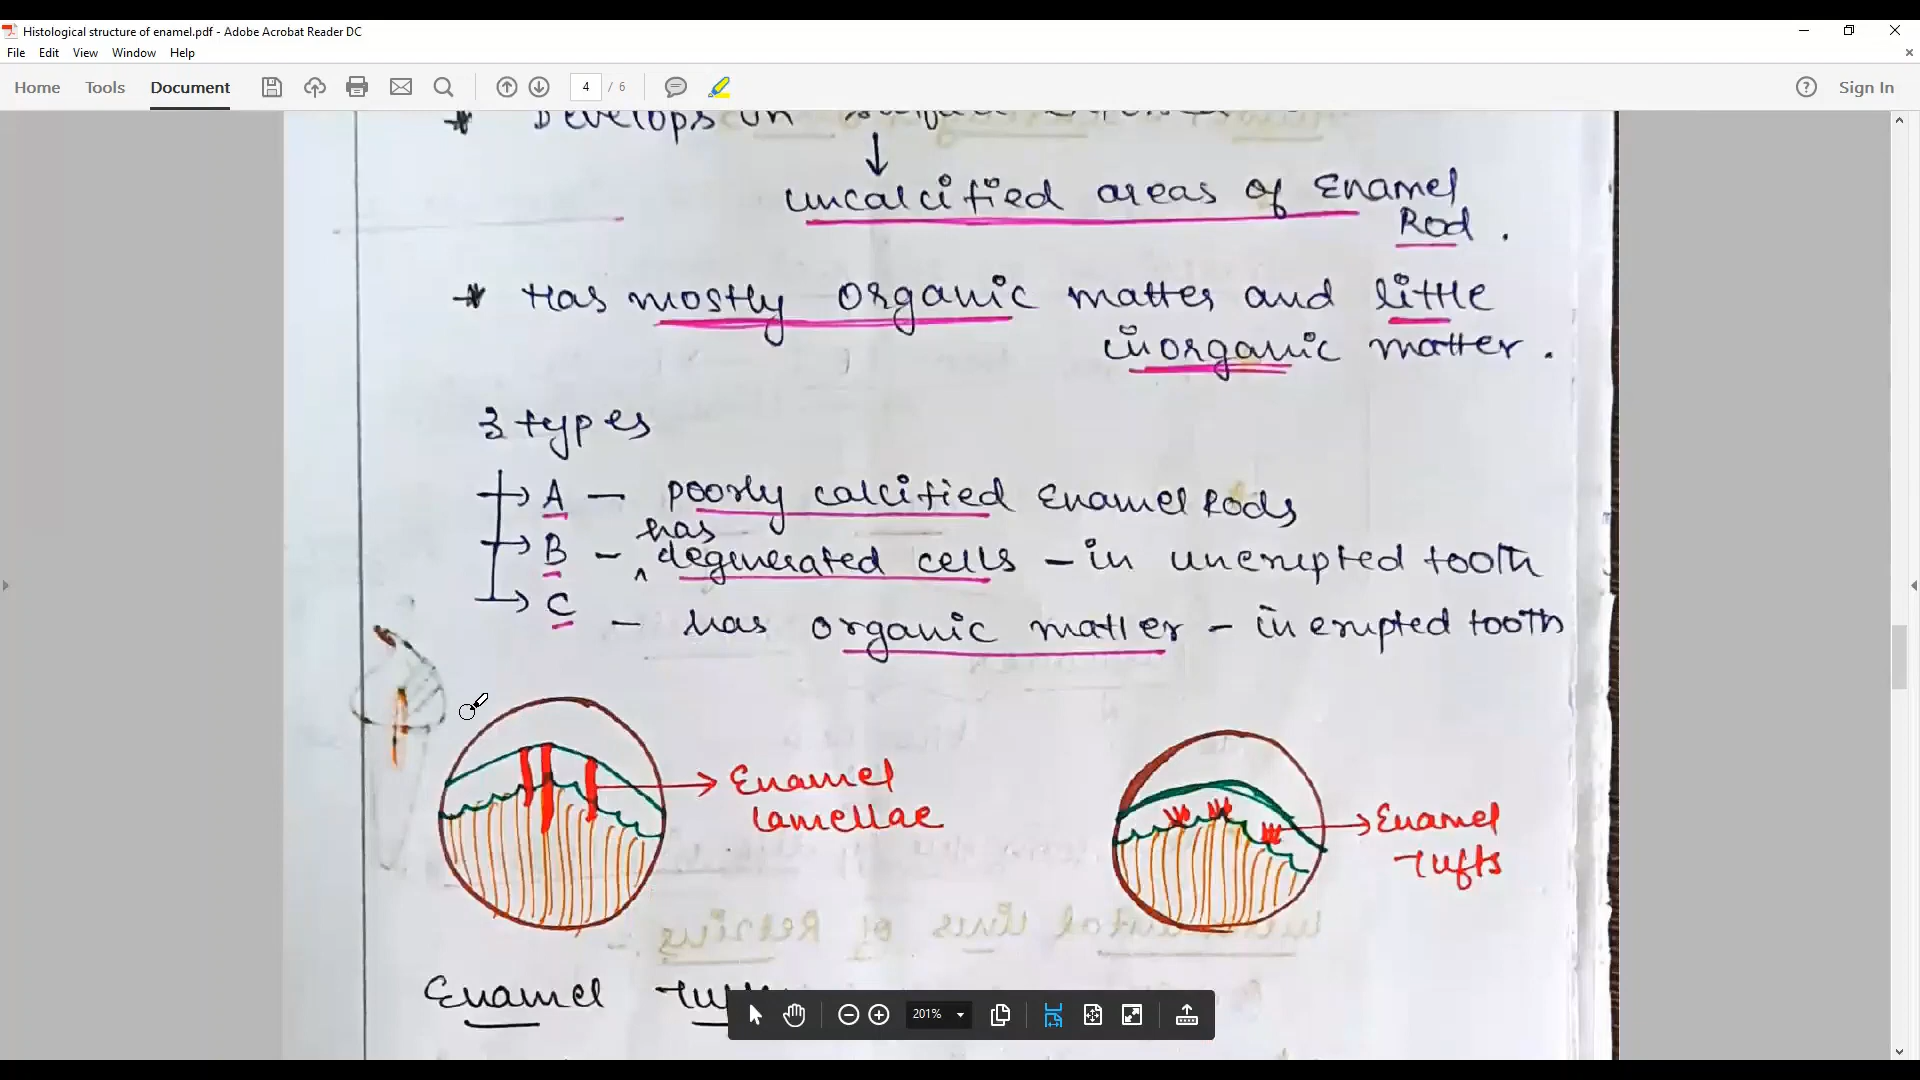 Histological structure of enamel.pdf - Adobe Acrobat Reader DC
File Edit View Window Help
Home Tools Document 4 / 6 Sign In
* Develops in
uncalcified areas of Enamel
Rod .
* Has mostly organic matter and little
inorganic matter .
3 types
A - poorly calcified Enamel Rods
has
B - ^ degenerated cells - in unerupted tooth
C - has organic matter - in erupted tooth
Enamel
lamellae
Enamel
Tufts
Enamel
201%